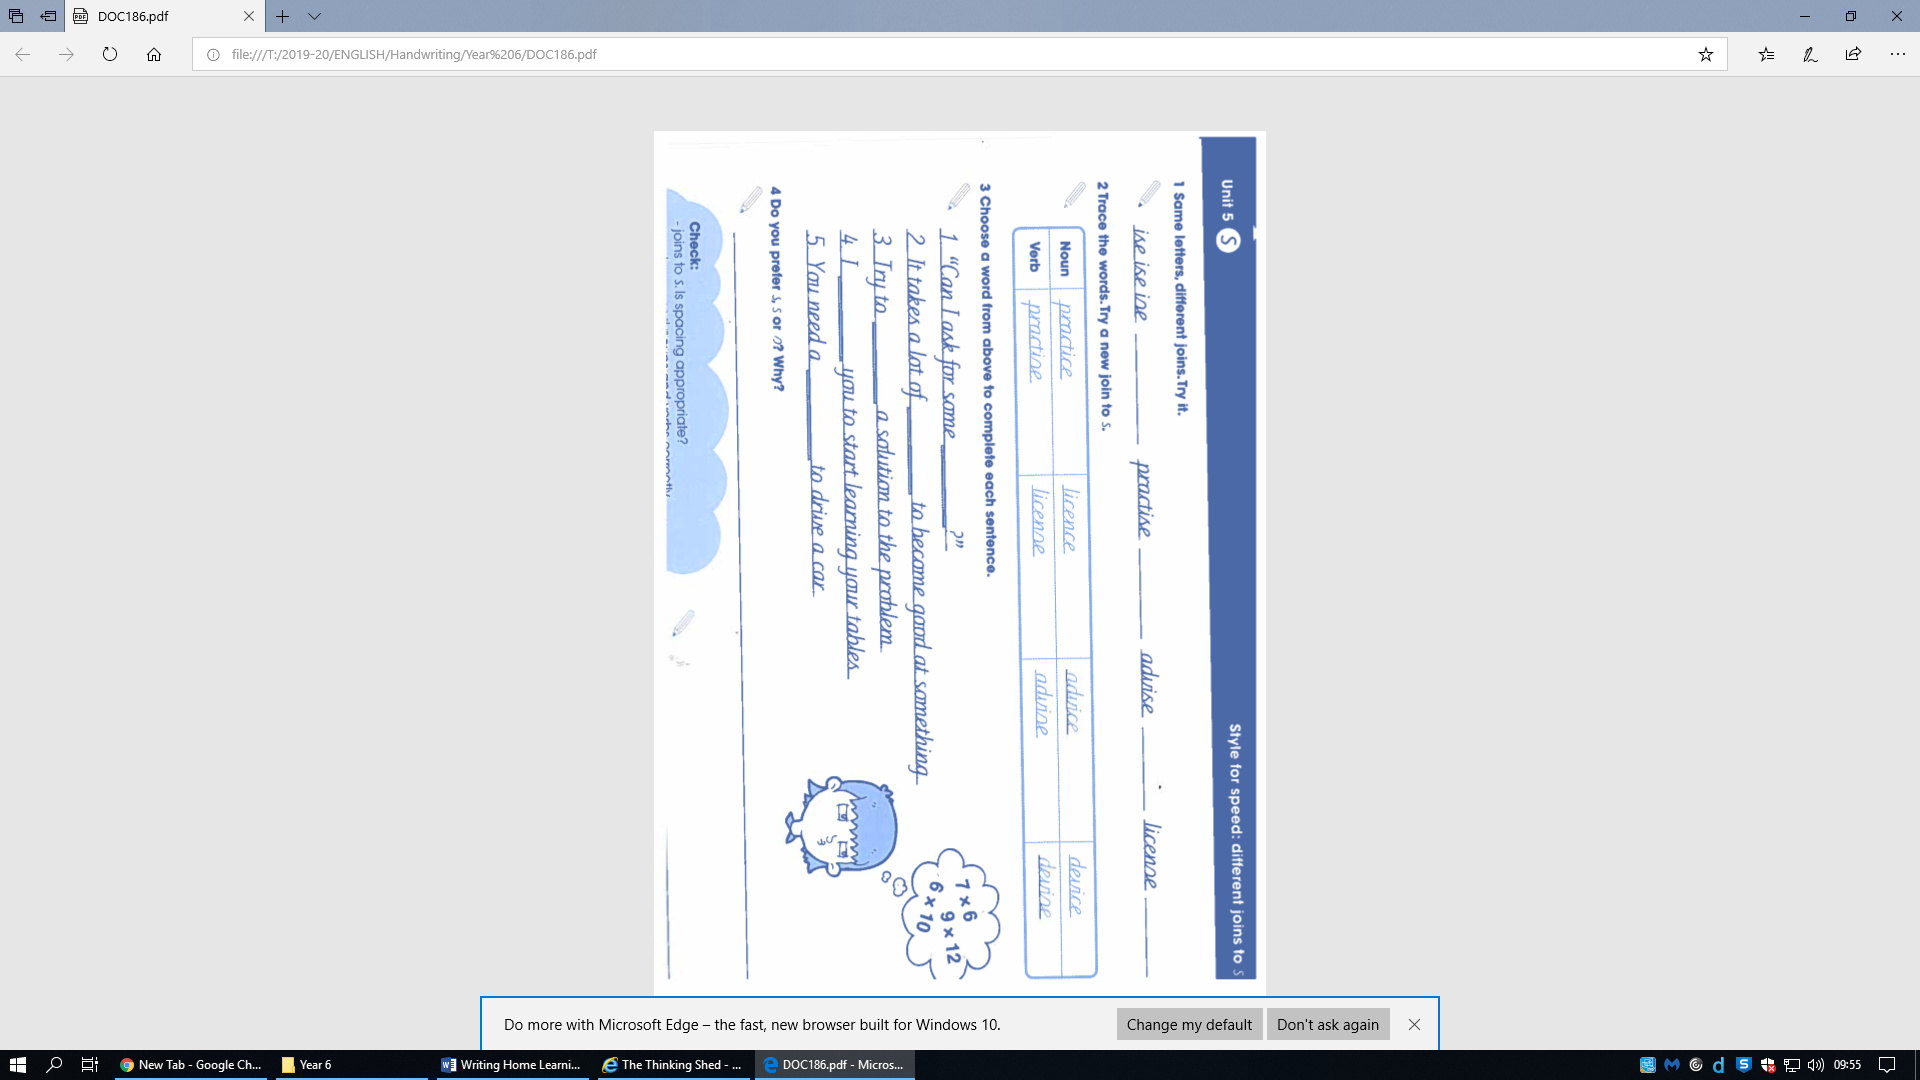 DOC186.pdf
file:///T:/2019-20/ENGLISH/Handwriting/Year%206/DOC186.pdf
Unit 5 S Style for speed: different joins to s
1 Same letters, different joins. Try it.
ise ise ise practise advise license
2 Trace the words. Try a new join to s.
Noun practice licence advice device
Verb practise license advise devise
3 Choose a word from above to complete each sentence.
1. “Can I ask for some ?”
2. It takes a lot of to become good at something
3. Try to a solution to the problem
4. I you to start learning your tables
5. You need a to drive a car.
7 x 6
9 x 12
6 x 10
4 Do you prefer s, s or s? Why?
Check:
- joins to s. Is spacing appropriate?
Do more with Microsoft Edge – the fast, new browser built for Windows 10.
Change my default
Don't ask again
New Tab - Google Ch...
Year 6
Writing Home Learni...
The Thinking Shed - ...
DOC186.pdf - Micros...
09:55